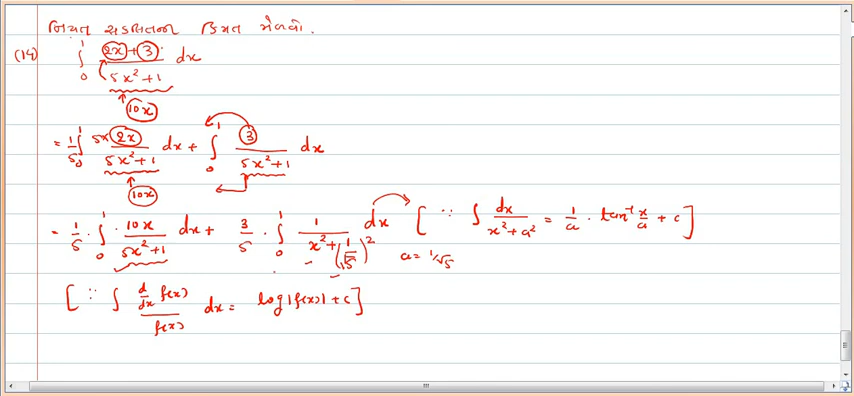 નિયત સંકલનની કિંમત મેળવો.
(14) ∫₀¹ (2x+3)/(5x²+1) dx
10x
= 1/5 ∫₀¹ (5×2x)/(5x²+1) dx + ∫₀¹ 3/(5x²+1) dx
10x
= 1/5 · ∫₀¹ 10x/(5x²+1) dx + 3/5 · ∫₀¹ 1/(x²+(1/√5)²) dx [∵ ∫ dx/(x²+a²) = 1/a · tan⁻¹ x/a + c]
a = 1/√5
[∵ ∫ (d/dx f(x))/f(x) dx = log|f(x)| + c]